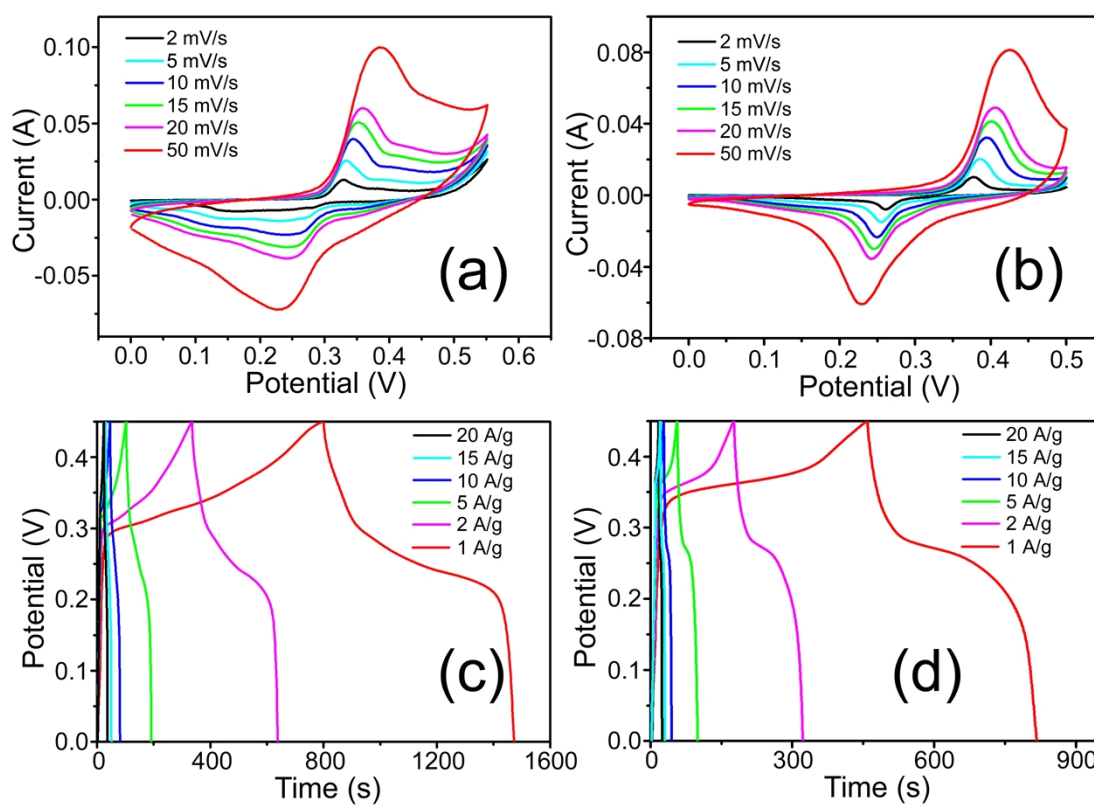 (a)
2 mV/s
5 mV/s
10 mV/s
15 mV/s
20 mV/s
50 mV/s
Current (A)
0.10
0.05
0.00
-0.05
0.0 0.1 0.2 0.3 0.4 0.5 0.6
Potential (V)
(b)
2 mV/s
5 mV/s
10 mV/s
15 mV/s
20 mV/s
50 mV/s
Current (A)
0.08
0.04
0.00
-0.04
-0.08
0.0 0.1 0.2 0.3 0.4 0.5
Potential (V)
(c)
20 A/g
15 A/g
10 A/g
5 A/g
2 A/g
1 A/g
Potential (V)
0.4
0.3
0.2
0.1
0.0
0 400 800 1200 1600
Time (s)
(d)
20 A/g
15 A/g
10 A/g
5 A/g
2 A/g
1 A/g
Potential (V)
0.4
0.3
0.2
0.1
0.0
0 300 600 900
Time (s)